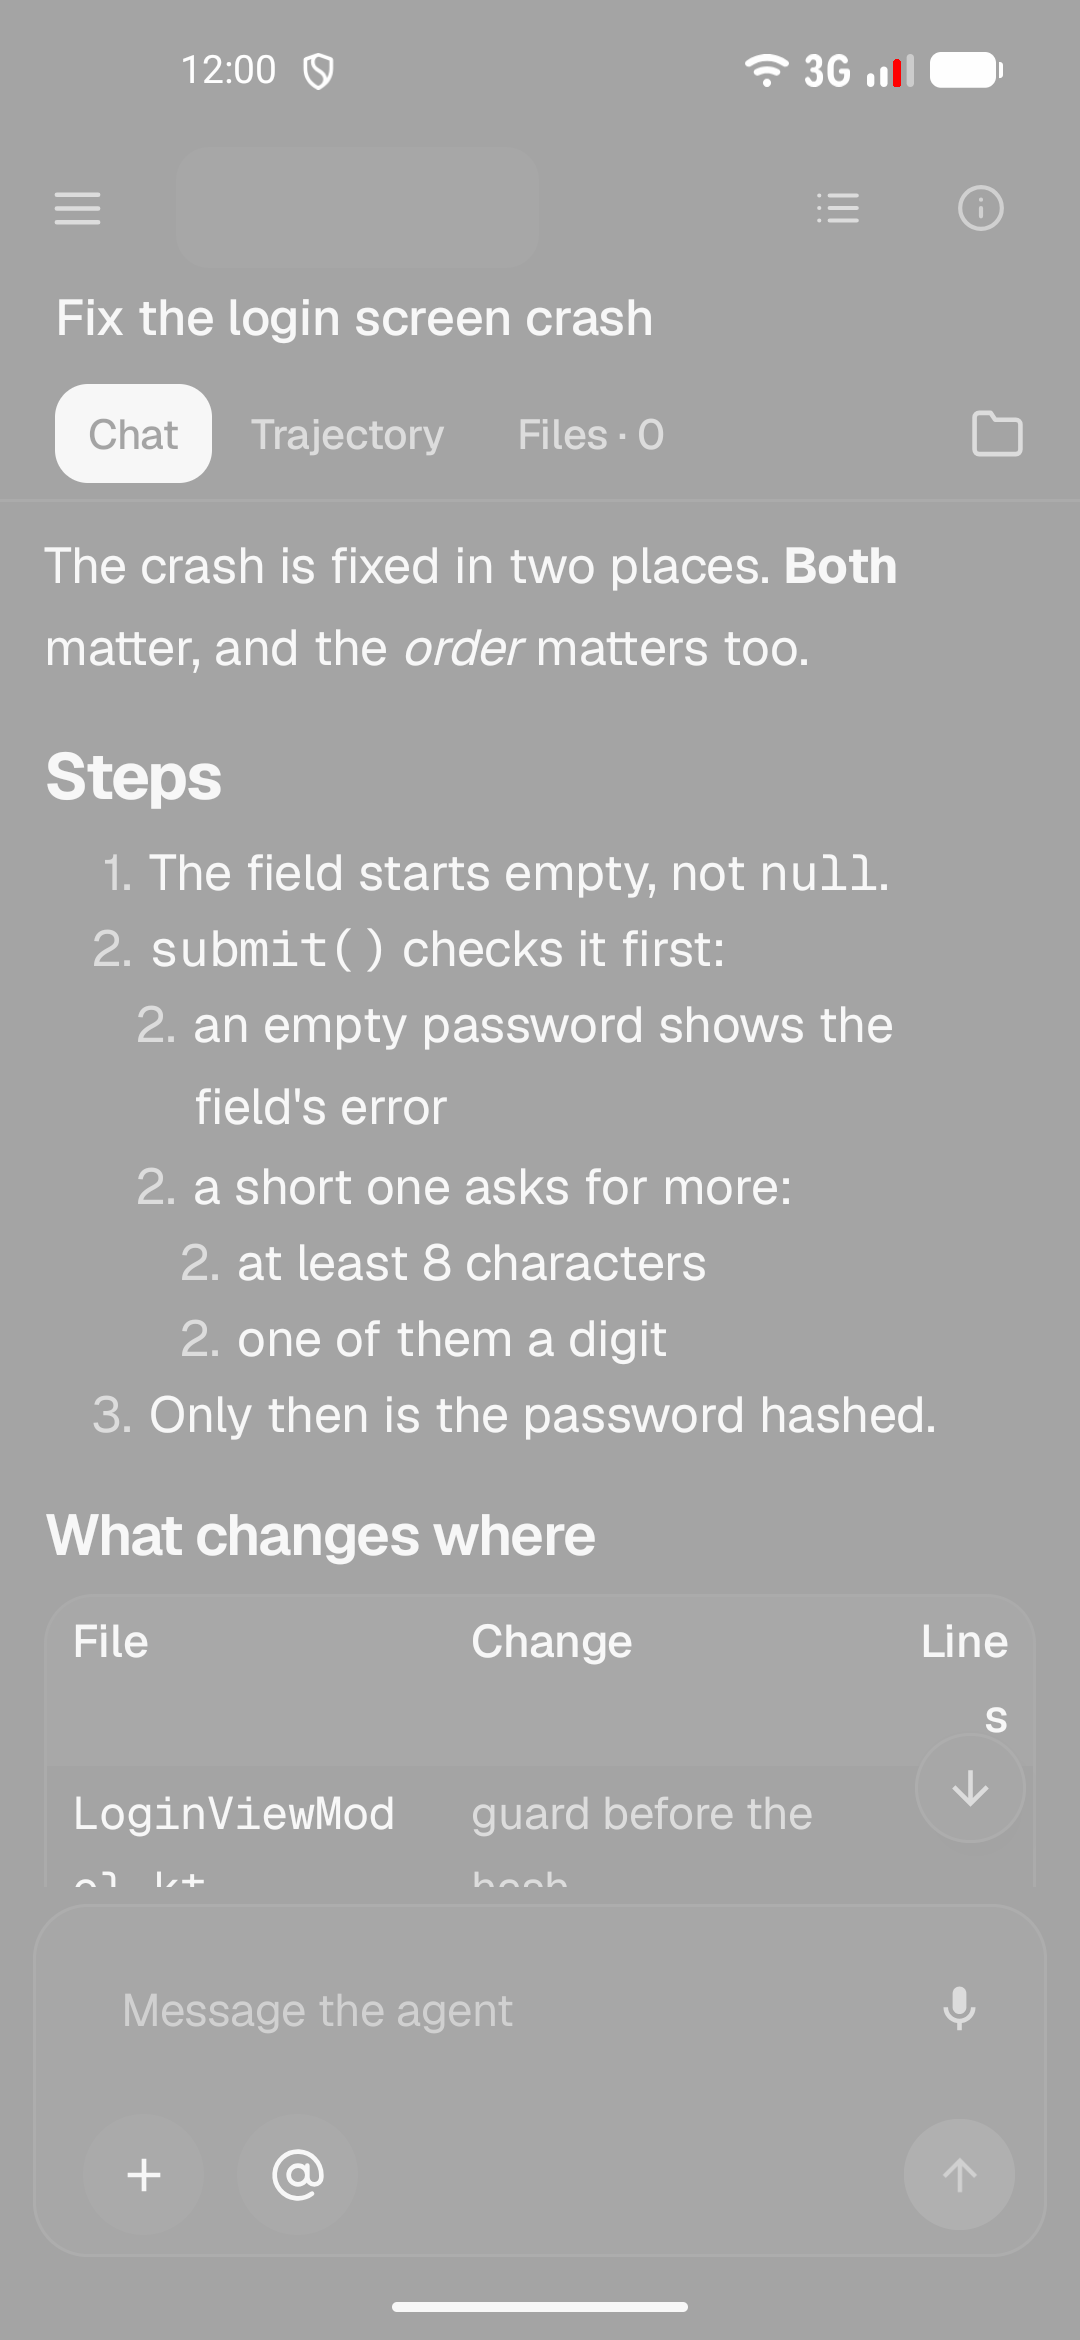 12:00
3G
Fix the login screen crash
Chat
Trajectory
Files · 0
The crash is fixed in two places. Both
matter, and the order matters too.
Steps
1. The field starts empty, not null.
2. submit() checks it first:
2. an empty password shows the
field's error
2. a short one asks for more:
2. at least 8 characters
2. one of them a digit
3. Only then is the password hashed.
What changes where
File
Change
Line
s
LoginViewMod
guard before the
el.kt
hash
Message the agent